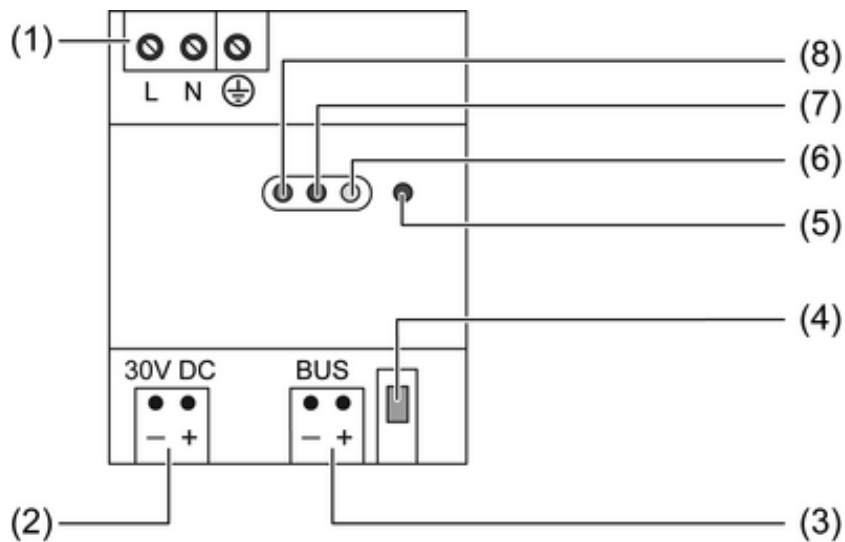 (1)
L N
(8)
(7)
(6)
(5)
(4)
30V DC BUS
– + – +
(2)
(3)